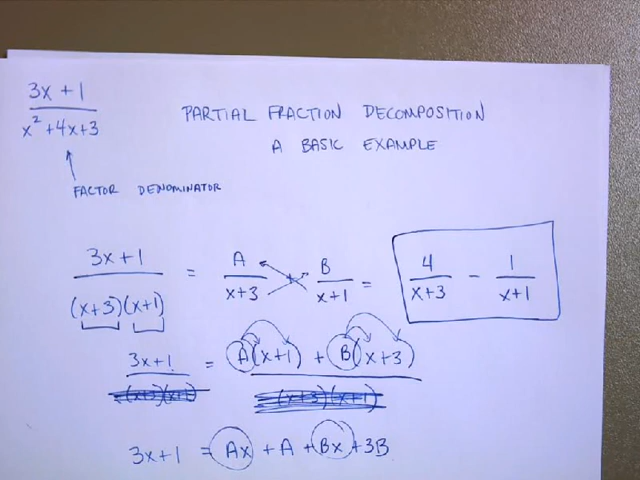 3x + 1
x² + 4x + 3
PARTIAL FRACTION DECOMPOSITION
A BASIC EXAMPLE
FACTOR DENOMINATOR
3x + 1 / (x+3)(x+1) = A / x+3 + B / x+1 = 4 / x+3 − 1 / x+1
3x+1 / (x+3)(x+1) = A(x+1) + B(x+3) / (x+3)(x+1)
3x+1 = Ax + A + Bx + 3B